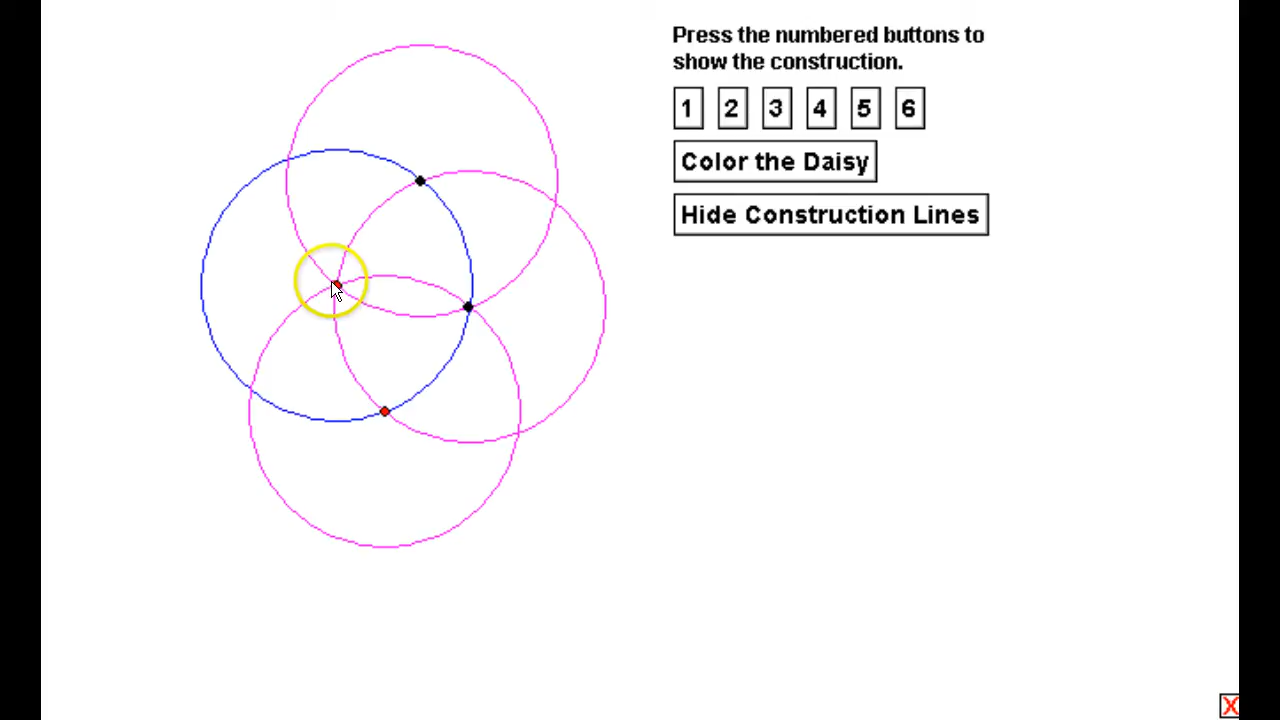 Press the numbered buttons to
show the construction.
1 2 3 4 5 6
Color the Daisy
Hide Construction Lines
X